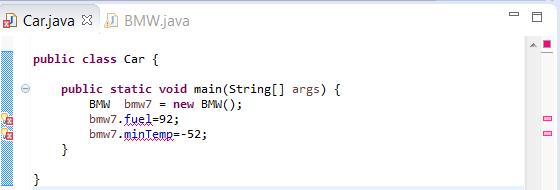 Car.java
BMW.java
public class Car {
public static void main(String[] args) {
BMW  bmw7 = new BMW();
bmw7.fuel=92;
bmw7.minTemp=-52;
}
}